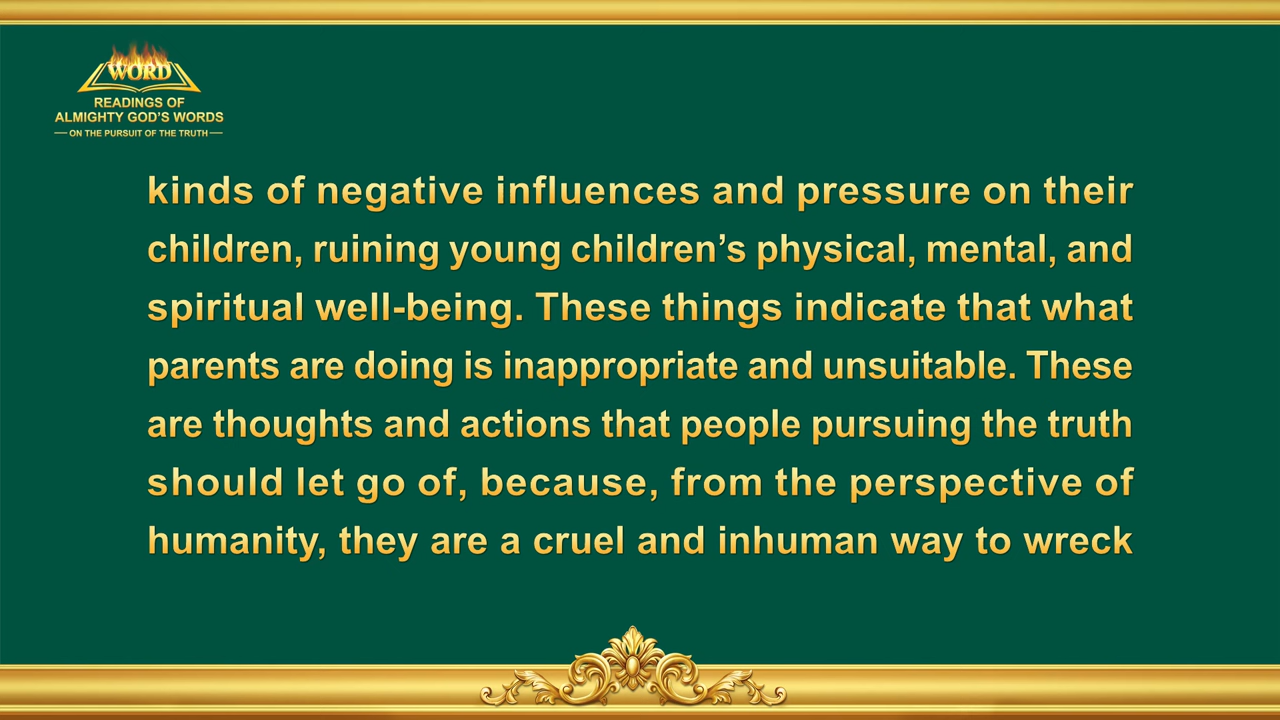 WORD
READINGS OF
ALMIGHTY GOD'S WORDS
ON THE PURSUIT OF THE TRUTH
kinds of negative influences and pressure on their
children, ruining young children’s physical, mental, and
spiritual well-being. These things indicate that what
parents are doing is inappropriate and unsuitable. These
are thoughts and actions that people pursuing the truth
should let go of, because, from the perspective of
humanity, they are a cruel and inhuman way to wreck